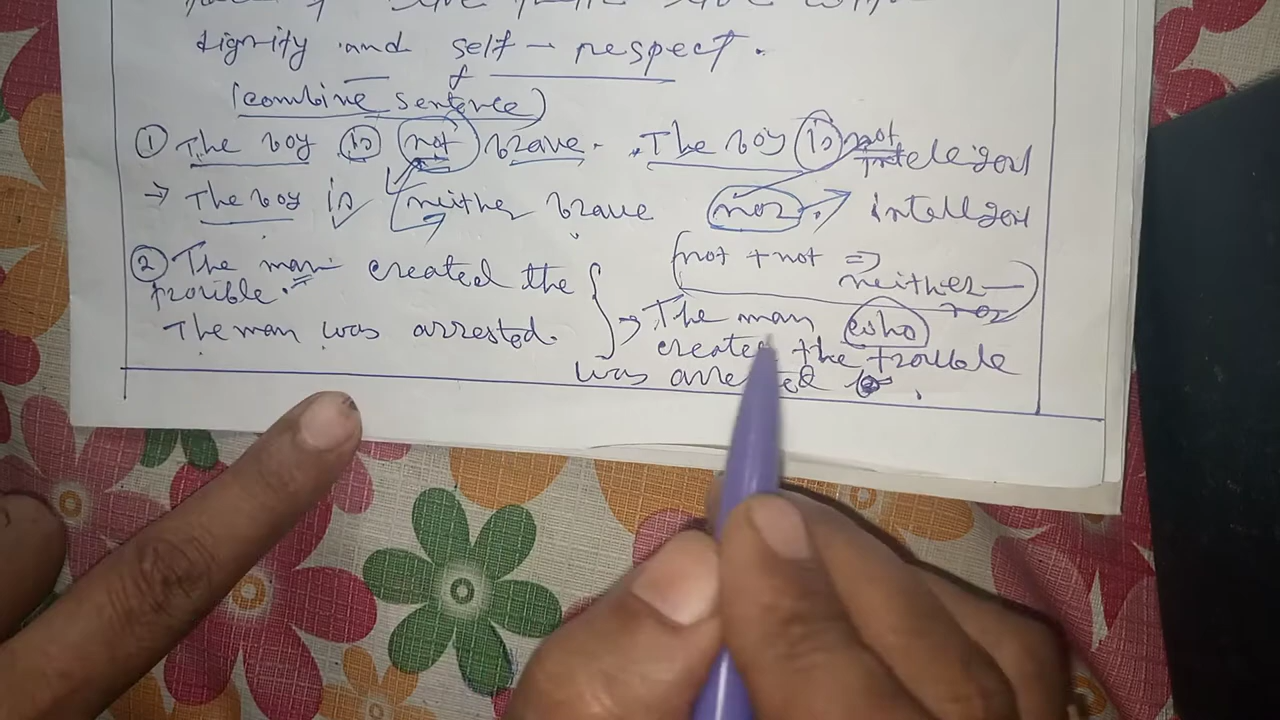 dignity and self-respect.
(combine sentence)
① The boy is not brave. The boy is not intelegent
→ The boy is neither brave nor intellgent
(not + not ⇒ neither—nor)
② The man created the trouble.
The man was arrested.
→ The man who created the trouble was arrested.